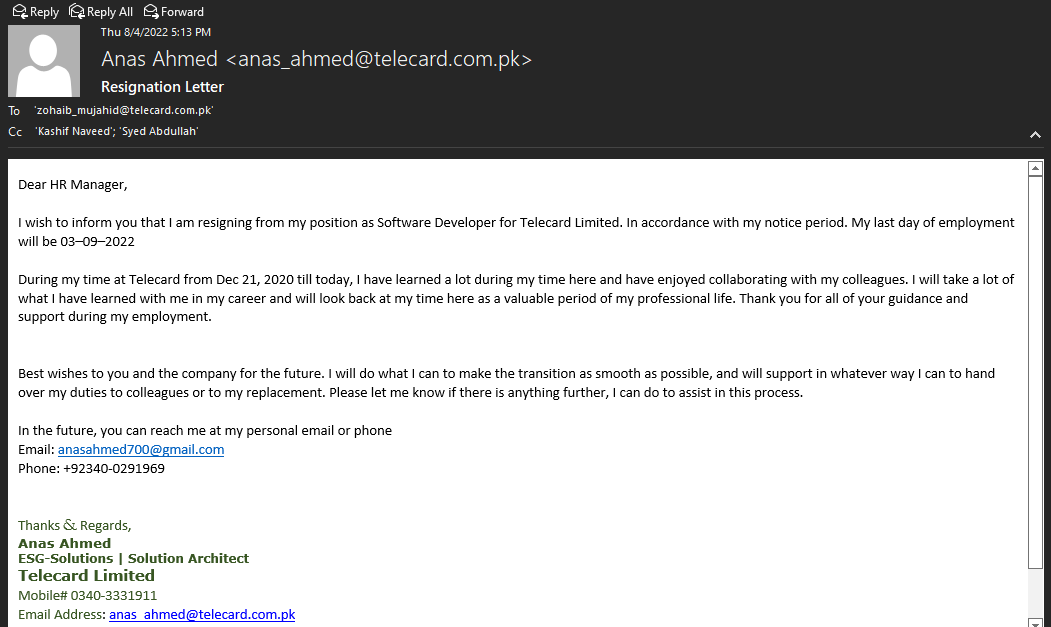 Reply Reply All Forward
Thu 8/4/2022 5:13 PM
Anas Ahmed <anas_ahmed@telecard.com.pk>
Resignation Letter
To 'zohaib_mujahid@telecard.com.pk'
Cc 'Kashif Naveed'; 'Syed Abdullah'
Dear HR Manager,
I wish to inform you that I am resigning from my position as Software Developer for Telecard Limited. In accordance with my notice period. My last day of employment
will be 03–09–2022
During my time at Telecard from Dec 21, 2020 till today, I have learned a lot during my time here and have enjoyed collaborating with my colleagues. I will take a lot of
what I have learned with me in my career and will look back at my time here as a valuable period of my professional life. Thank you for all of your guidance and
support during my employment.
Best wishes to you and the company for the future. I will do what I can to make the transition as smooth as possible, and will support in whatever way I can to hand
over my duties to colleagues or to my replacement. Please let me know if there is anything further, I can do to assist in this process.
In the future, you can reach me at my personal email or phone
Email: anasahmed700@gmail.com
Phone: +92340-0291969
Thanks & Regards,
Anas Ahmed
ESG-Solutions | Solution Architect
Telecard Limited
Mobile# 0340-3331911
Email Address: anas_ahmed@telecard.com.pk